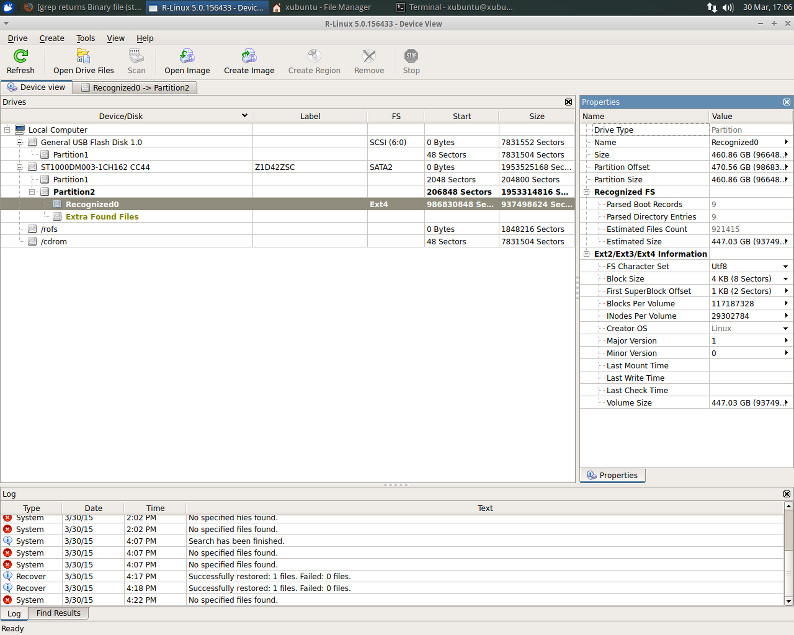 [grep returns Binary file (st...
R-Linux 5.0.156433 - Devic...
xubuntu - File Manager
Terminal - xubuntu@xubu...
30 Mar, 17:06
R-Linux 5.0.156433 - Device View
Drive Create Tools View Help
Refresh Open Drive Files Scan Open Image Create Image Create Region Remove Stop
Device view Recognized0 -> Partition2
Drives
Device/Disk Label FS Start Size
Local Computer
General USB Flash Disk 1.0 SCSI (6:0) 0 Bytes 7831552 Sectors
Partition1 48 Sectors 7831504 Sectors
ST1000DM003-1CH162 CC44 Z1D42ZSC SATA2 0 Bytes 1953525168 Sec...
Partition1 2048 Sectors 204800 Sectors
Partition2 206848 Sectors 1953314816 S...
Recognized0 Ext4 986830848 Se... 937498624 Sec...
Extra Found Files
/rofs 0 Bytes 1848216 Sectors
/cdrom 48 Sectors 7831504 Sectors
Properties
Name Value
Drive Type Partition
Name Recognized0
Size 460.86 GB (96648...
Partition Offset 470.56 GB (98683...
Partition Size 460.86 GB (96648...
Recognized FS
Parsed Boot Records 9
Parsed Directory Entries 9
Estimated Files Count 921415
Estimated Size 447.03 GB (93749...
Ext2/Ext3/Ext4 Information
FS Character Set Utf8
Block Size 4 KB (8 Sectors)
First SuperBlock Offset 1 KB (2 Sectors)
Blocks Per Volume 117187328
INodes Per Volume 29302784
Creator OS Linux
Major Version 1
Minor Version 0
Last Mount Time
Last Write Time
Last Check Time
Volume Size 447.03 GB (93749...
Properties
Log
Type Date Time Text
System 3/30/15 2:02 PM No specified files found.
System 3/30/15 2:02 PM No specified files found.
System 3/30/15 4:07 PM Search has been finished.
System 3/30/15 4:07 PM No specified files found.
System 3/30/15 4:07 PM No specified files found.
Recover 3/30/15 4:17 PM Successfully restored: 1 files. Failed: 0 files.
Recover 3/30/15 4:18 PM Successfully restored: 1 files. Failed: 0 files.
System 3/30/15 4:22 PM No specified files found.
Log Find Results
Ready